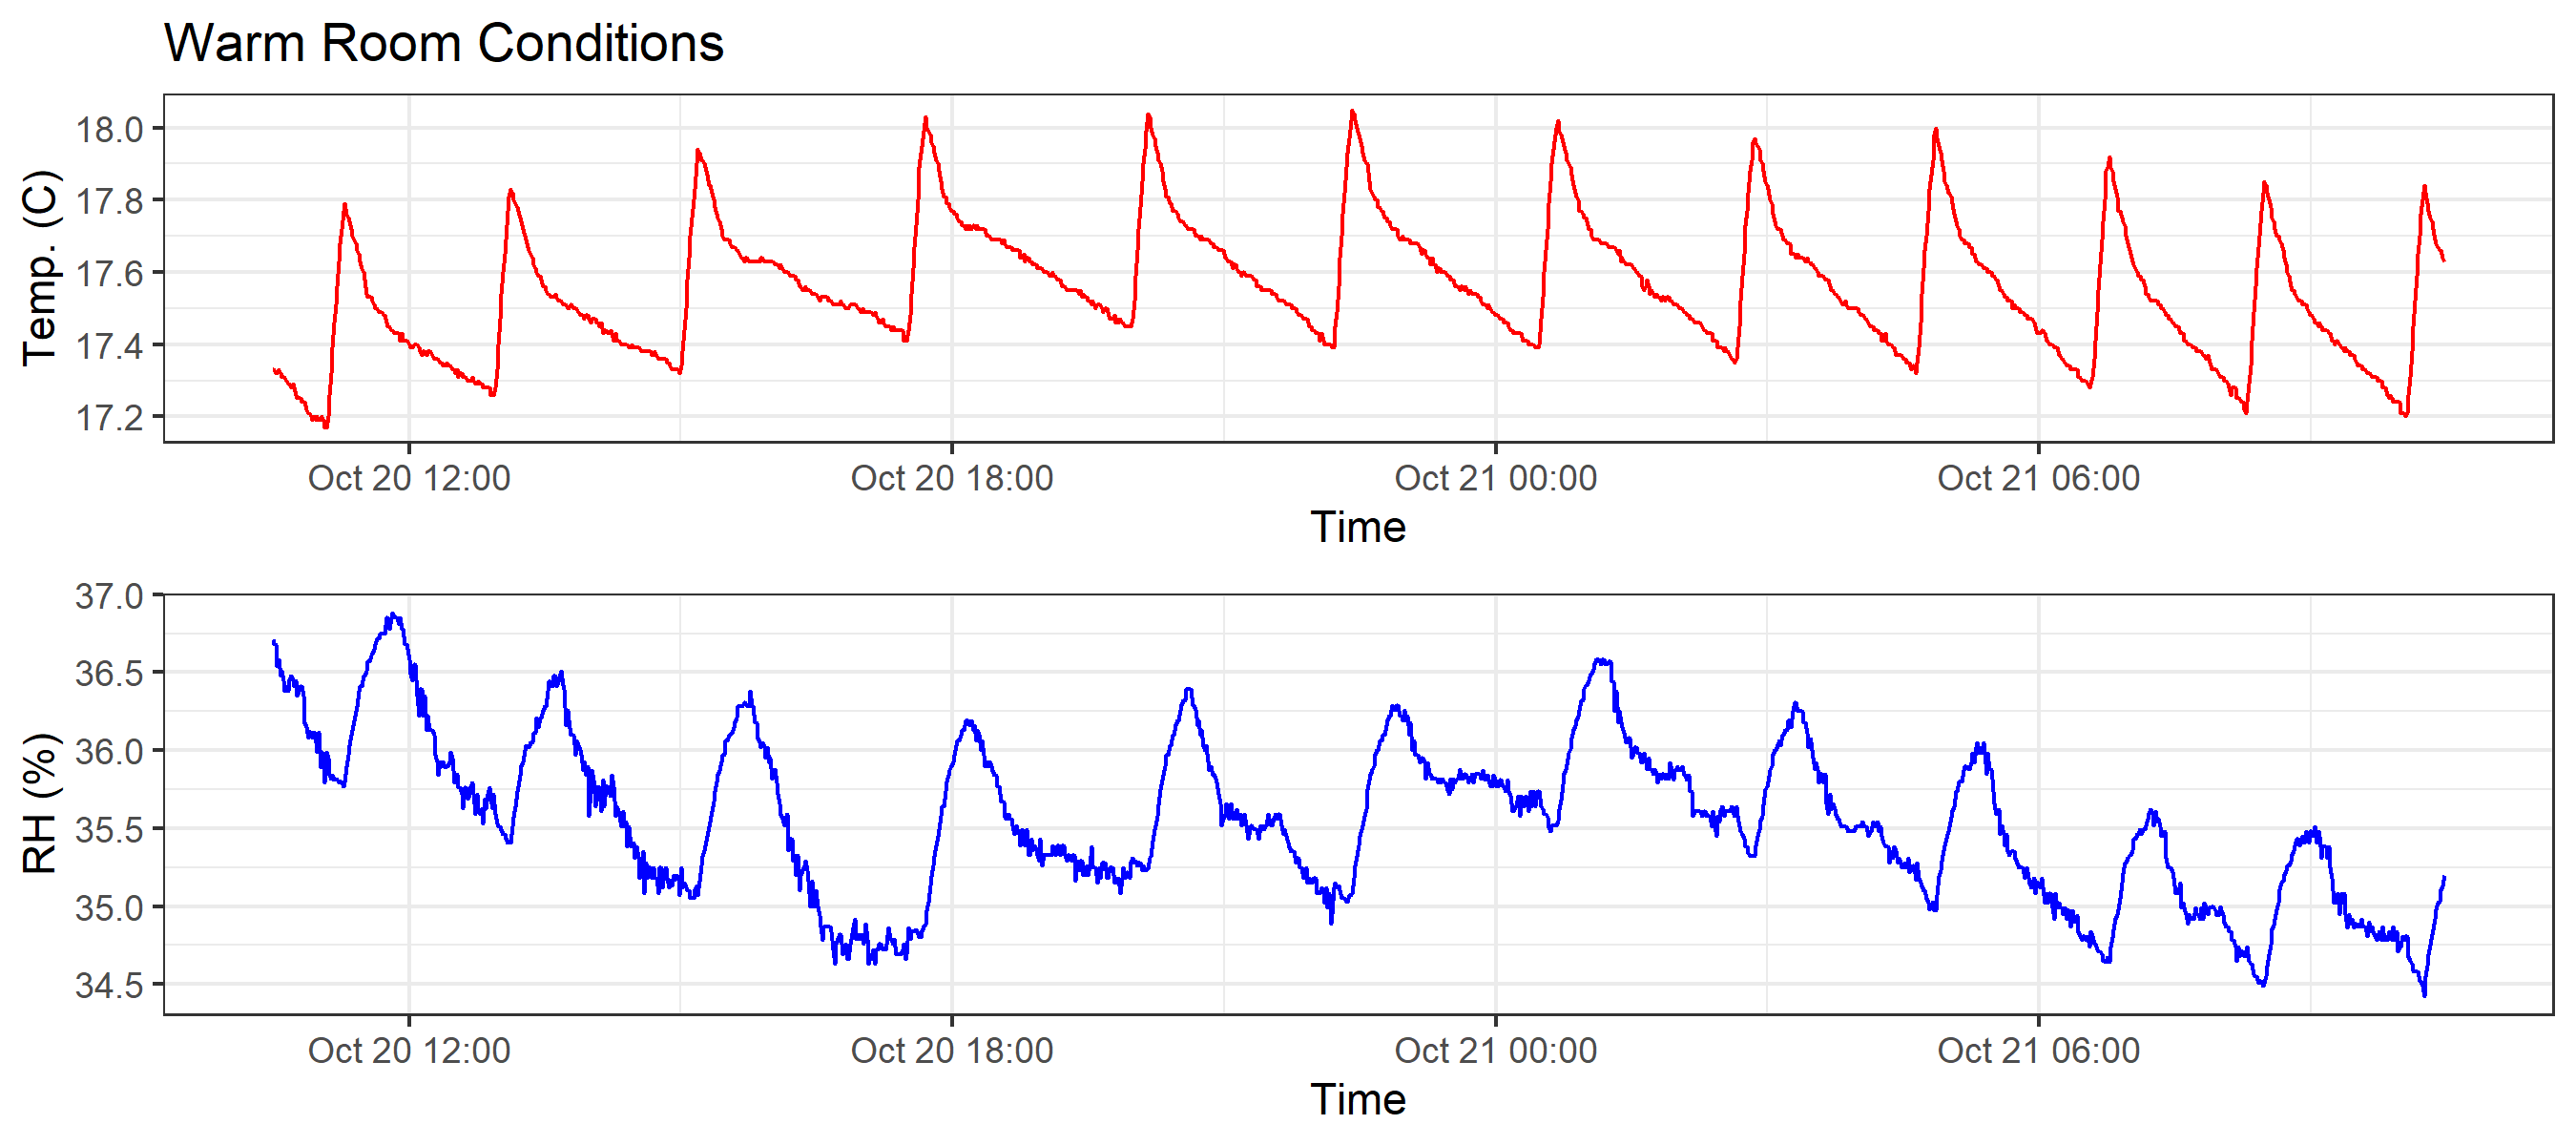 Warm Room Conditions
Temp. (C)
18.0
17.8
17.6
17.4
17.2
Oct 20 12:00 Oct 20 18:00 Oct 21 00:00 Oct 21 06:00
Time
RH (%)
37.0
36.5
36.0
35.5
35.0
34.5
Oct 20 12:00 Oct 20 18:00 Oct 21 00:00 Oct 21 06:00
Time